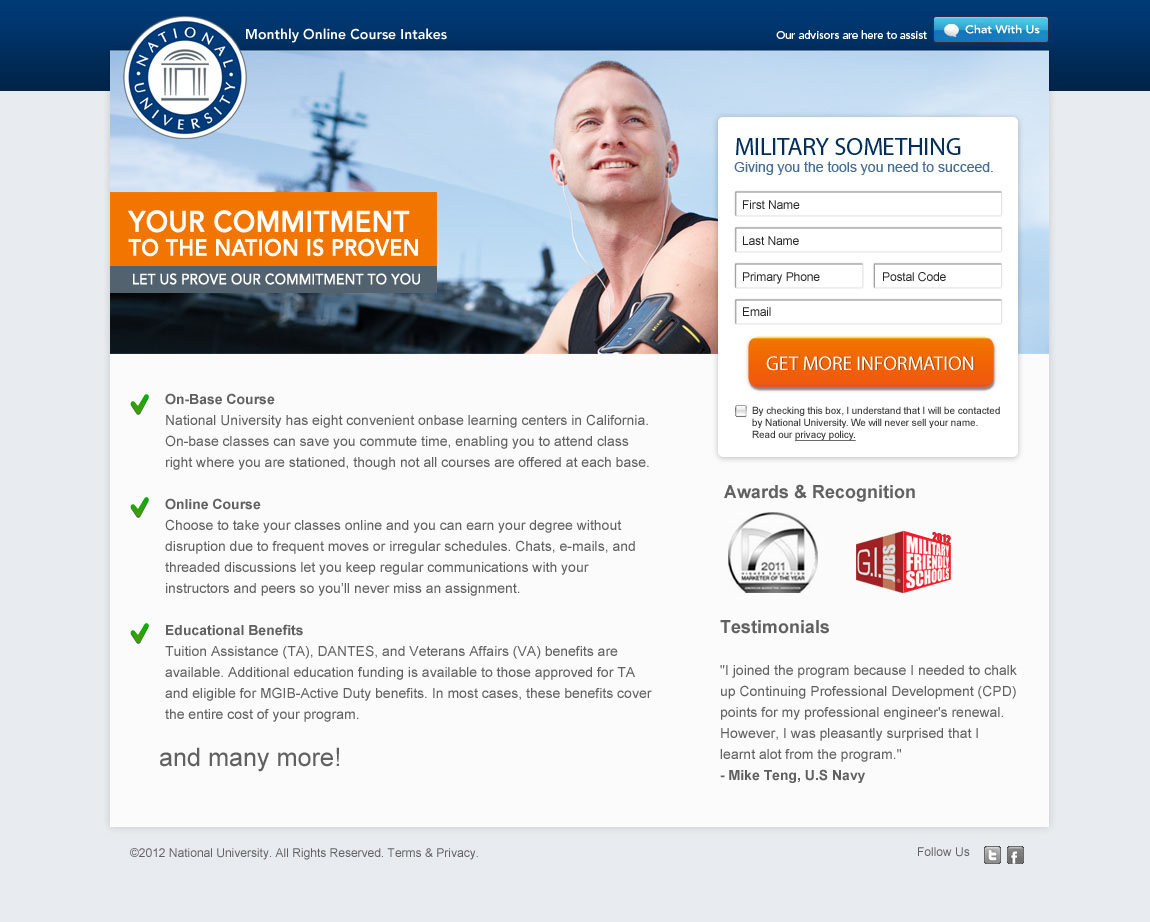 Monthly Online Course Intakes
Our advisors are here to assist
Chat With Us
NATIONAL UNIVERSITY
YOUR COMMITMENT
TO THE NATION IS PROVEN
LET US PROVE OUR COMMITMENT TO YOU
MILITARY SOMETHING
Giving you the tools you need to succeed.
First Name
Last Name
Primary Phone
Postal Code
Email
GET MORE INFORMATION
By checking this box, I understand that I will be contacted
by National University. We will never sell your name.
Read our privacy policy.
On-Base Course
National University has eight convenient onbase learning centers in California.
On-base classes can save you commute time, enabling you to attend class
right where you are stationed, though not all courses are offered at each base.
Online Course
Choose to take your classes online and you can earn your degree without
disruption due to frequent moves or irregular schedules. Chats, e-mails, and
threaded discussions let you keep regular communications with your
instructors and peers so you'll never miss an assignment.
Educational Benefits
Tuition Assistance (TA), DANTES, and Veterans Affairs (VA) benefits are
available. Additional education funding is available to those approved for TA
and eligible for MGIB-Active Duty benefits. In most cases, these benefits cover
the entire cost of your program.
and many more!
Awards & Recognition
2011
HIGHER EDUCATION
MARKETER OF THE YEAR
AMERICAN MARKETING ASSOCIATION
G.I. JOBS
2012
MILITARY
FRIENDLY
SCHOOLS
Testimonials
"I joined the program because I needed to chalk
up Continuing Professional Development (CPD)
points for my professional engineer's renewal.
However, I was pleasantly surprised that I
learnt alot from the program."
- Mike Teng, U.S Navy
©2012 National University. All Rights Reserved. Terms & Privacy.
Follow Us